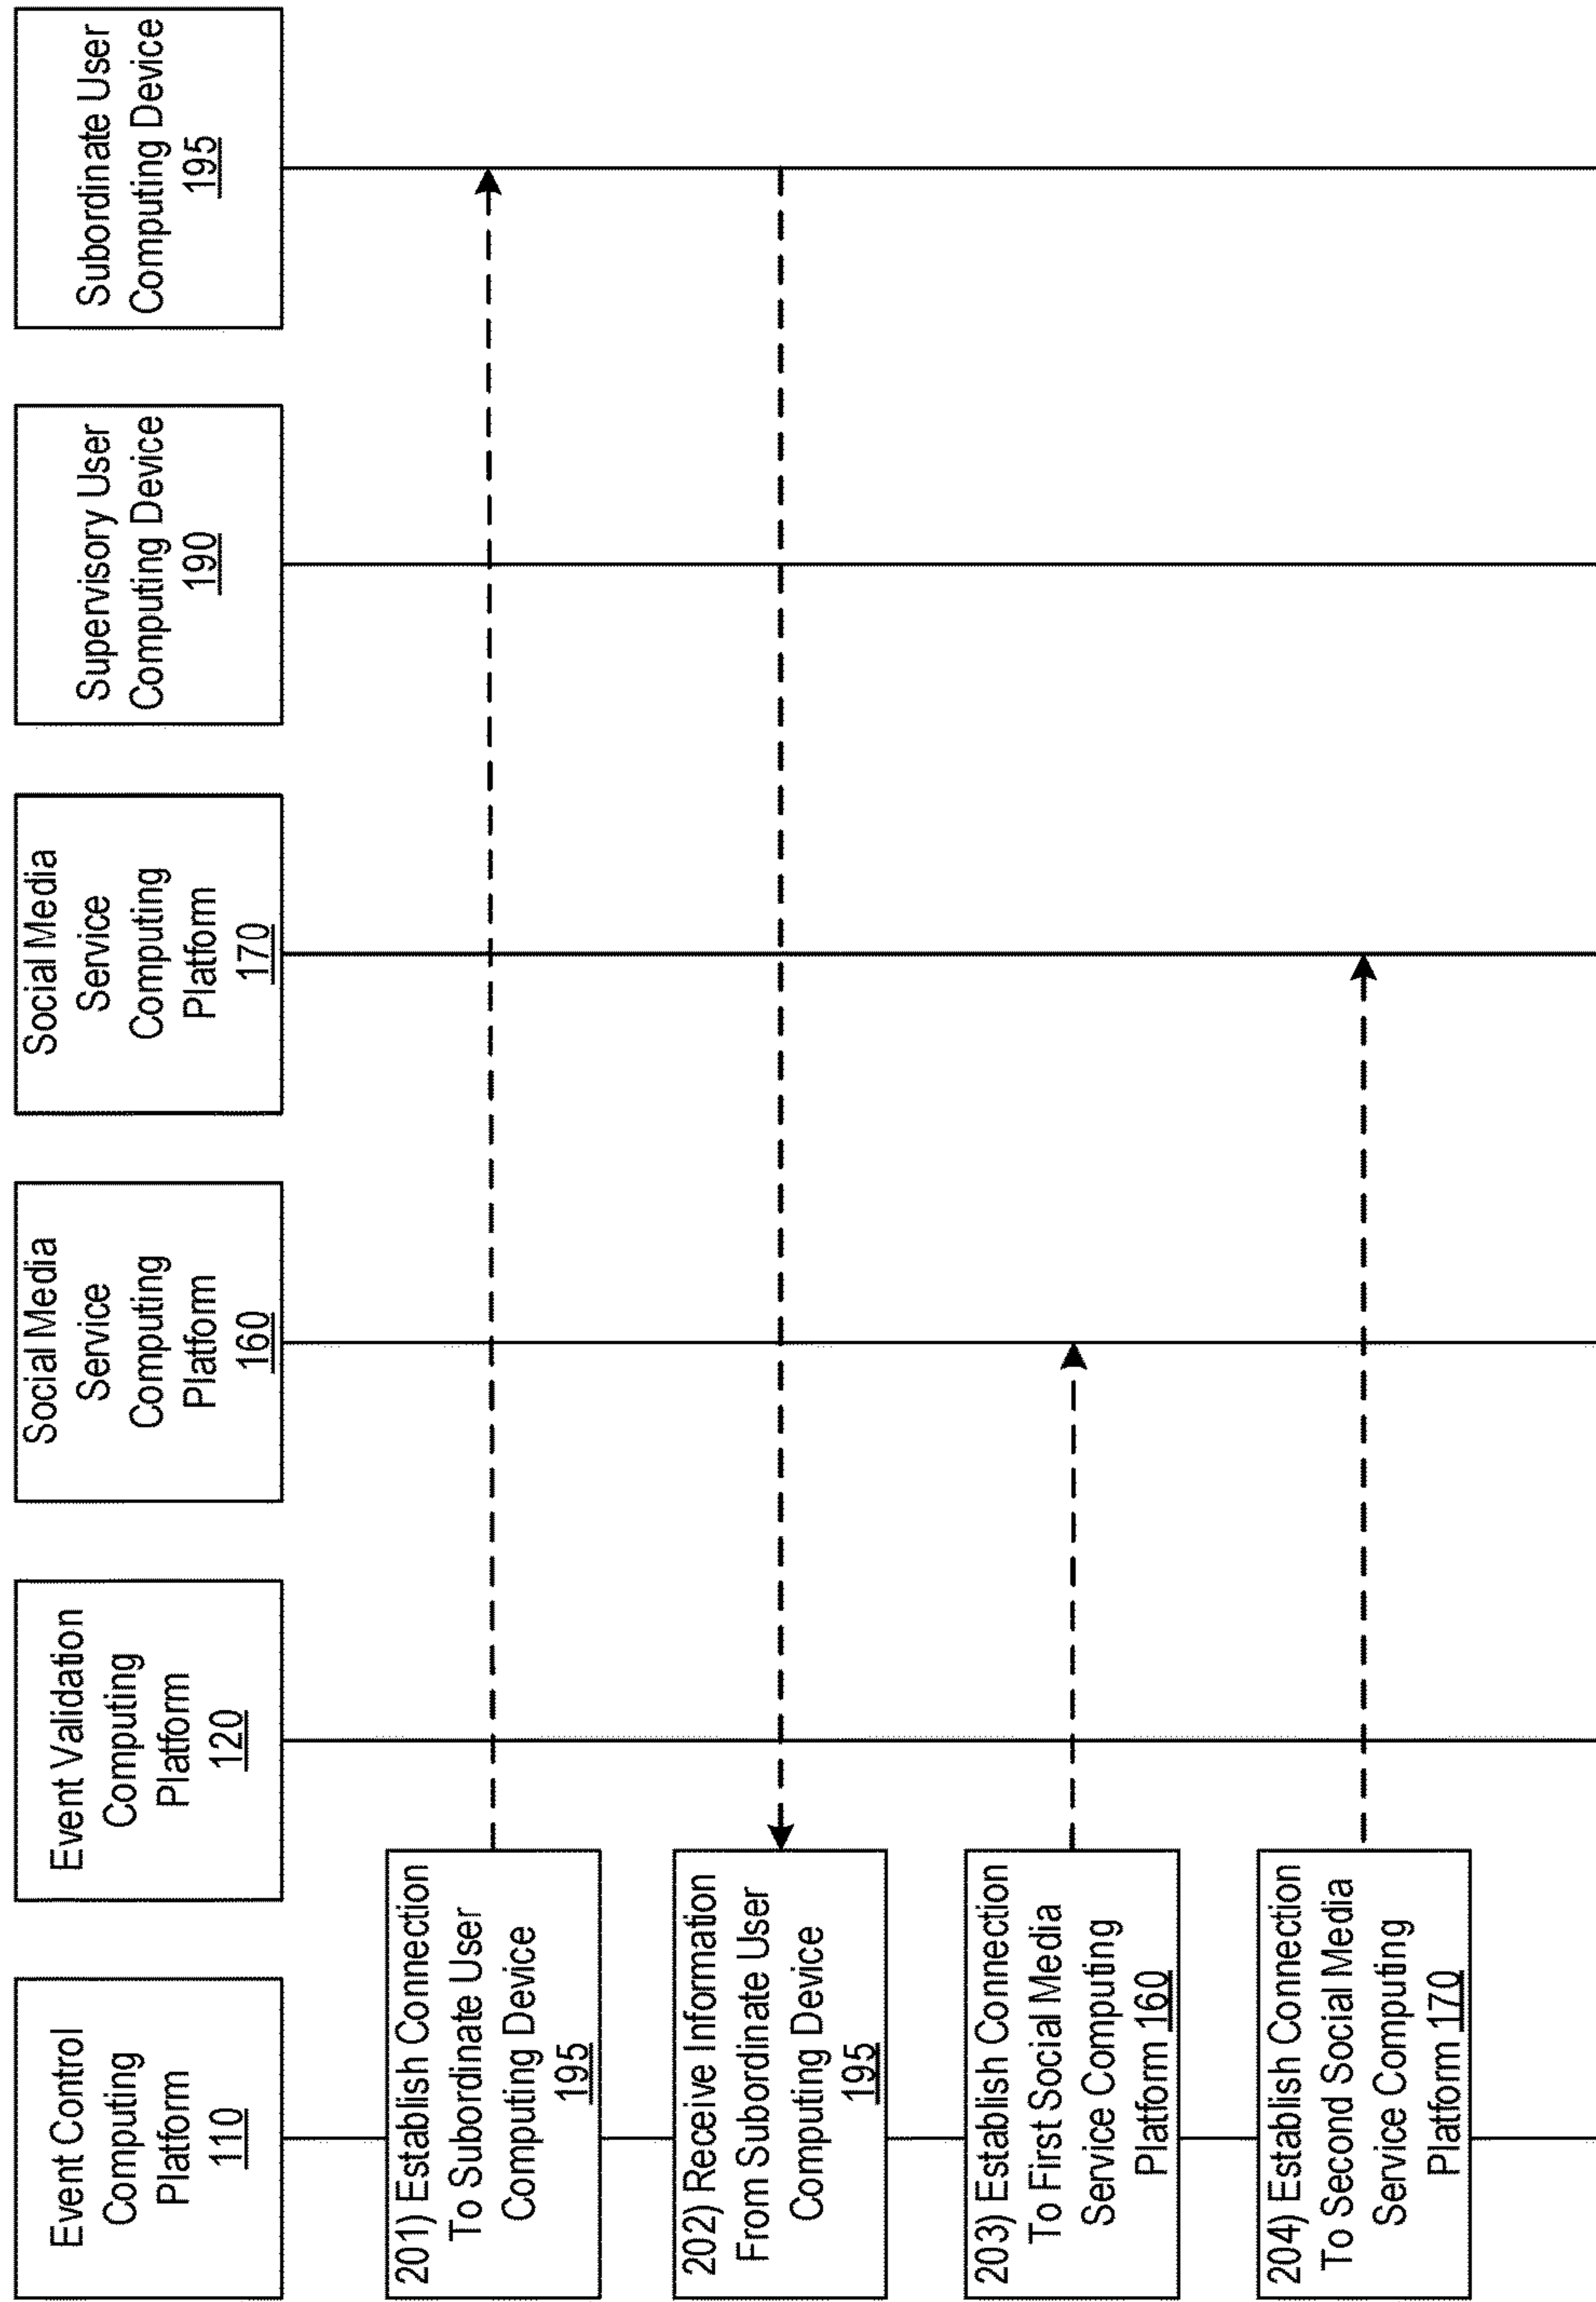 Event Control
Computing
Platform
110
Event Validation
Computing
Platform
120
Social Media
Service
Computing
Platform
160
Social Media
Service
Computing
Platform
170
Supervisory User
Computing Device
190
Subordinate User
Computing Device
195
201) Establish Connection
To Subordinate User
Computing Device
195
202) Receive Information
From Subordinate User
Computing Device
195
203) Establish Connection
To First Social Media
Service Computing
Platform 160
204) Establish Connection
To Second Social Media
Service Computing
Platform 170